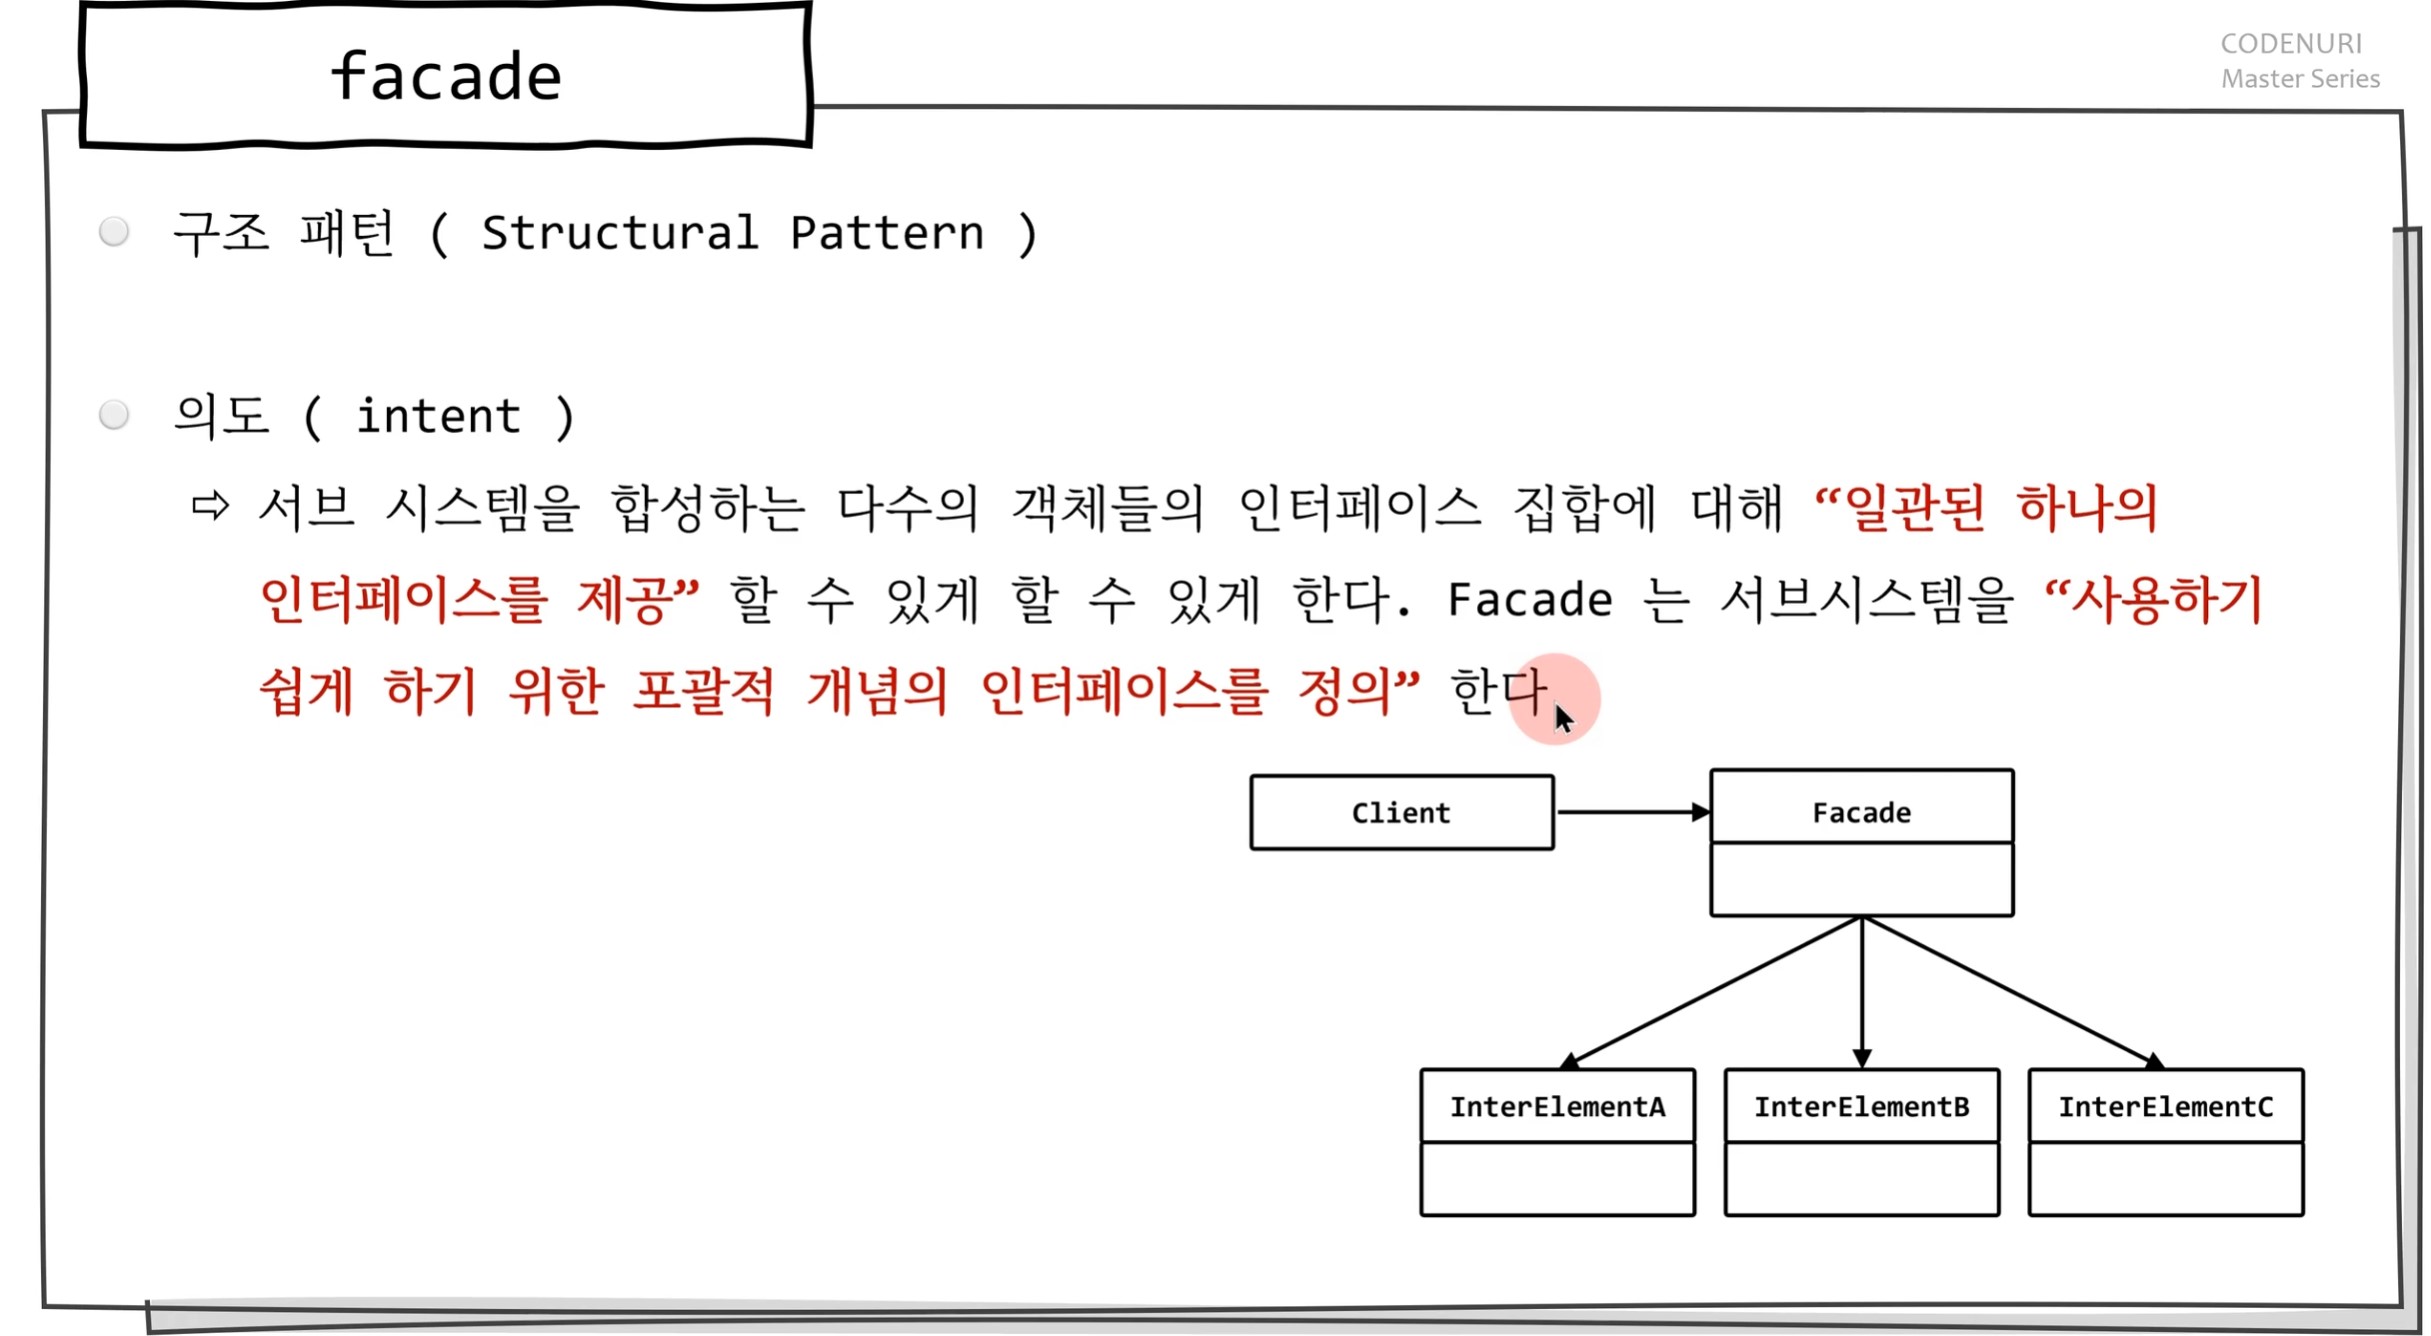 facade
CODENURI
Master Series
구조 패턴 ( Structural Pattern )
의도 ( intent )
⇨ 서브 시스템을 합성하는 다수의 객체들의 인터페이스 집합에 대해 “일관된 하나의
인터페이스를 제공” 할 수 있게 할 수 있게 한다. Facade 는 서브시스템을 “사용하기
쉽게 하기 위한 포괄적 개념의 인터페이스를 정의” 한다
Client
Facade
InterElementA
InterElementB
InterElementC